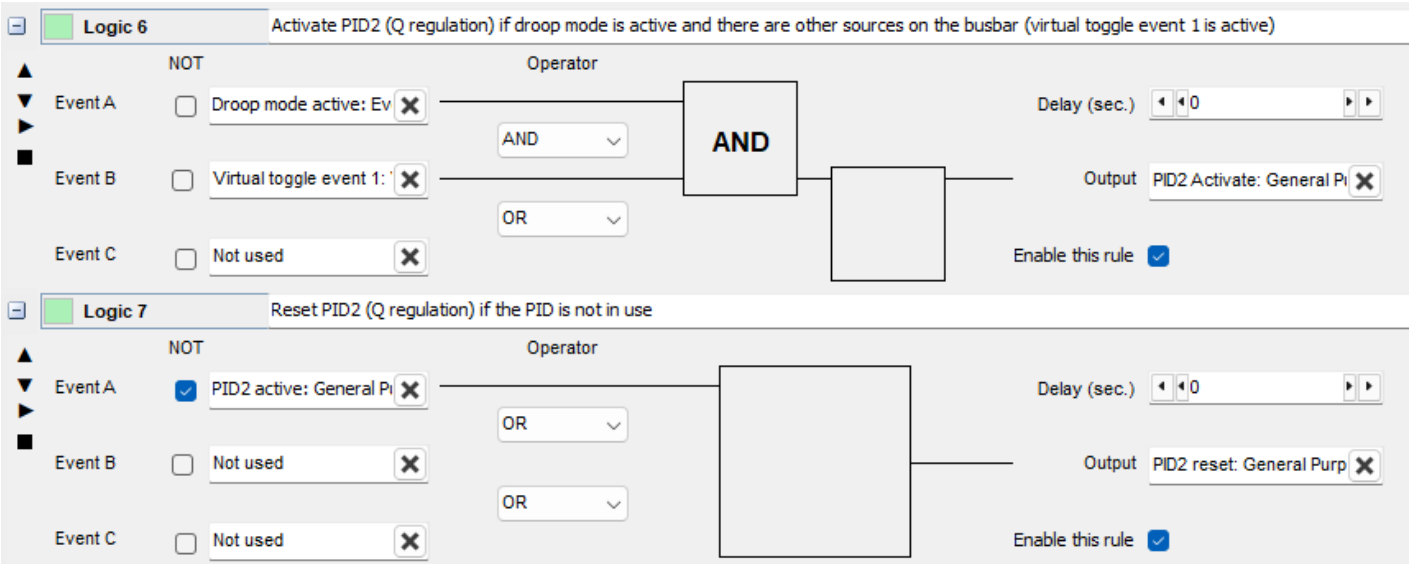 Logic 6 Activate PID2 (Q regulation) if droop mode is active and there are other sources on the busbar (virtual toggle event 1 is active)
NOT Operator
Event A Droop mode active: Ev Delay (sec.) 0
AND AND
Event B Virtual toggle event 1: Output PID2 Activate: General
OR
Event C Not used Enable this rule
Logic 7 Reset PID2 (Q regulation) if the PID is not in use
NOT Operator
Event A PID2 active: General Delay (sec.) 0
OR
Event B Not used Output PID2 reset: General Purp
OR
Event C Not used Enable this rule